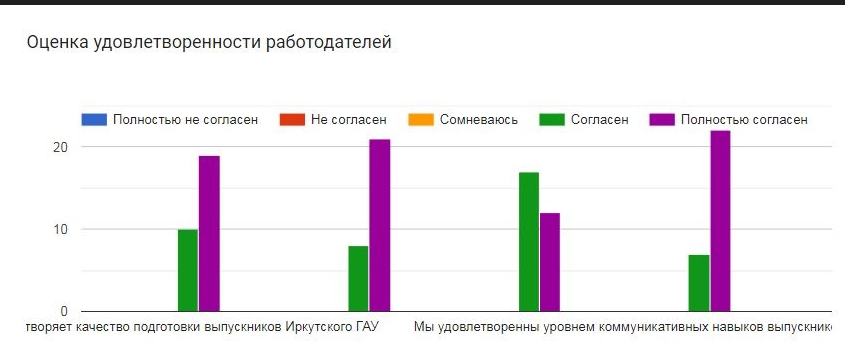 Оценка удовлетворенности работодателей
Полностью не согласен Не согласен Сомневаюсь Согласен Полностью согласен
20
10
0
творяет качество подготовки выпускников Иркутского ГАУ Мы удовлетворенны уровнем коммуникативных навыков выпускнико